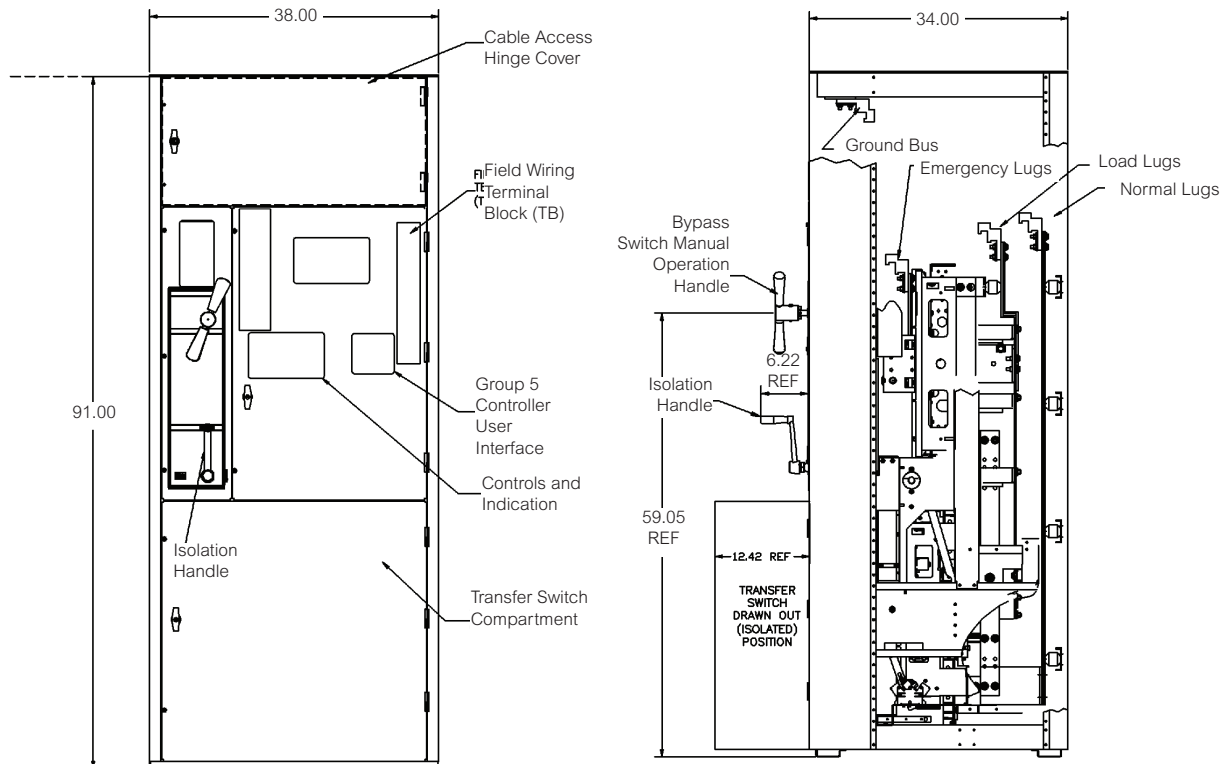 38.00
Cable Access
Hinge Cover
Field Wiring
Terminal
Block (TB)
91.00
Group 5
Controller
User
Interface
Controls and
Indication
Isolation
Handle
Transfer Switch
Compartment
34.00
Ground Bus
Emergency Lugs
Load Lugs
Normal Lugs
Bypass
Switch Manual
Operation
Handle
6.22
REF
Isolation
Handle
59.05
REF
12.42 REF
TRANSFER
SWITCH
DRAWN OUT
(ISOLATED)
POSITION